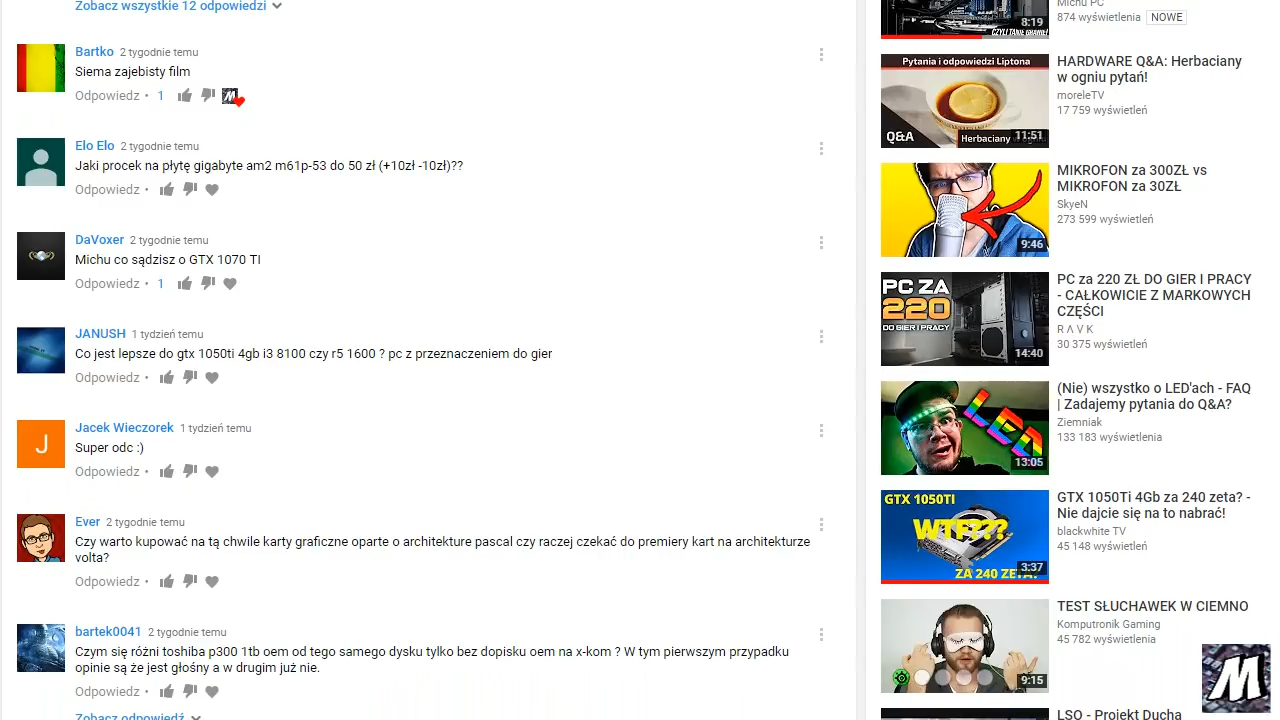 Zobacz wszystkie 12 odpowiedzi
Bartko 2 tygodnie temu
Siema zajebisty film
Odpowiedz • 1
Elo Elo 2 tygodnie temu
Jaki procek na płytę gigabyte am2 m61p-53 do 50 zł (+10zł -10zł)??
Odpowiedz •
DaVoxer 2 tygodnie temu
Michu co sądzisz o GTX 1070 TI
Odpowiedz • 1
JANUSH 1 tydzień temu
Co jest lepsze do gtx 1050ti 4gb i3 8100 czy r5 1600 ? pc z przeznaczeniem do gier
Odpowiedz •
J
Jacek Wieczorek 1 tydzień temu
Super odc :)
Odpowiedz •
Ever 2 tygodnie temu
Czy warto kupować na tą chwile karty graficzne oparte o architekture pascal czy raczej czekać do premiery kart na architekturze
volta?
Odpowiedz •
bartek0041 2 tygodnie temu
Czym się różni toshiba p300 1tb oem od tego samego dysku tylko bez dopisku oem na x-kom ? W tym pierwszym przypadku
opinie są że jest głośny a w drugim już nie.
Odpowiedz •
Zobacz odpowiedź
8:19
CZYLI TANIE GRANIE!
Michu PC
874 wyświetlenia NOWE
Pytania i odpowiedzi Liptona
Q&A
Herbaciany
11:51
HARDWARE Q&A: Herbaciany
w ogniu pytań!
moreleTV
17 759 wyświetleń
9:46
MIKROFON za 300ZŁ vs
MIKROFON za 30ZŁ
SkyeN
273 599 wyświetleń
PC ZA
220
DO GIER I PRACY
14:40
PC za 220 ZŁ DO GIER I PRACY
- CAŁKOWICIE Z MARKOWYCH
CZĘŚCI
R Λ V K
30 375 wyświetleń
LED
13:05
(Nie) wszystko o LED'ach - FAQ
| Zadajemy pytania do Q&A?
Ziemniak
133 183 wyświetlenia
GTX 1050TI
WTF???
ZA 240 ZETA?
3:37
GTX 1050Ti 4Gb za 240 zeta? -
Nie dajcie się na to nabrać!
blackwhite TV
45 148 wyświetleń
9:15
TEST SŁUCHAWEK W CIEMNO
Komputronik Gaming
45 782 wyświetlenia
M
LSO - Projekt Ducha